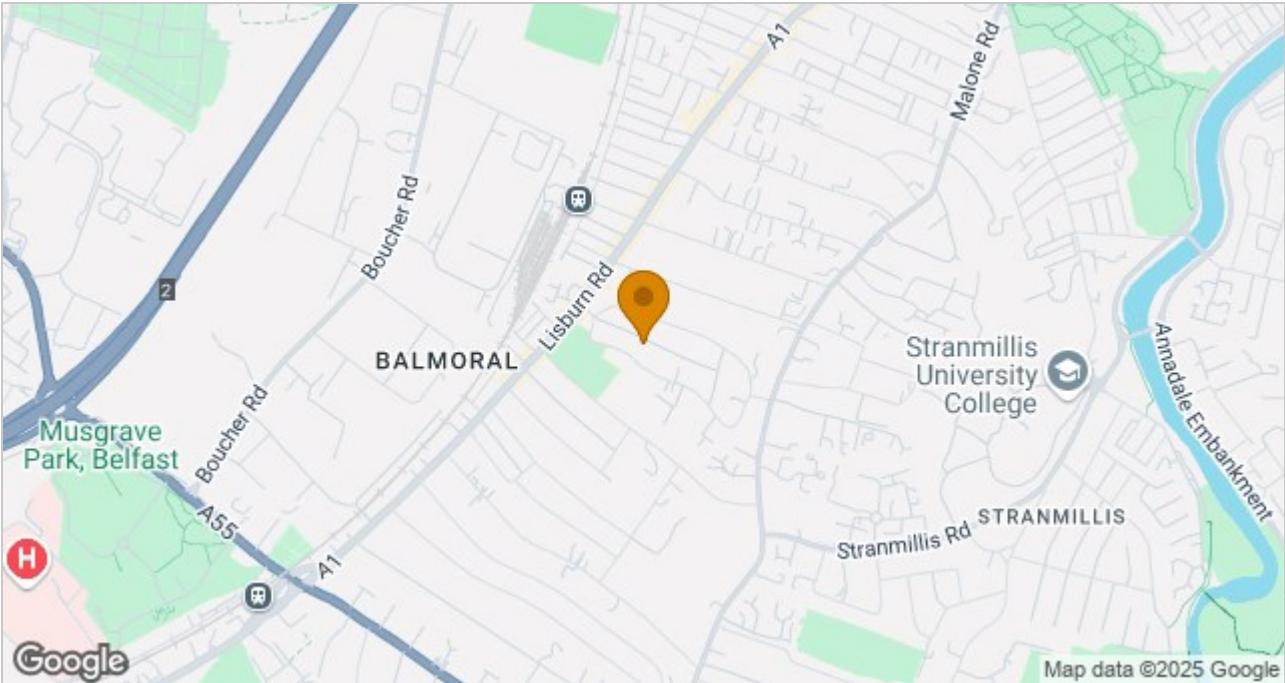 A1
Malone Rd
Boucher Rd
2
Lisburn Rd
BALMORAL
Stranmillis
University
College
Annadale Embankment
Boucher Rd
Musgrave
Park, Belfast
A55
STRANMILLIS
Stranmillis Rd
H
A1
Google
Map data ©2025 Google